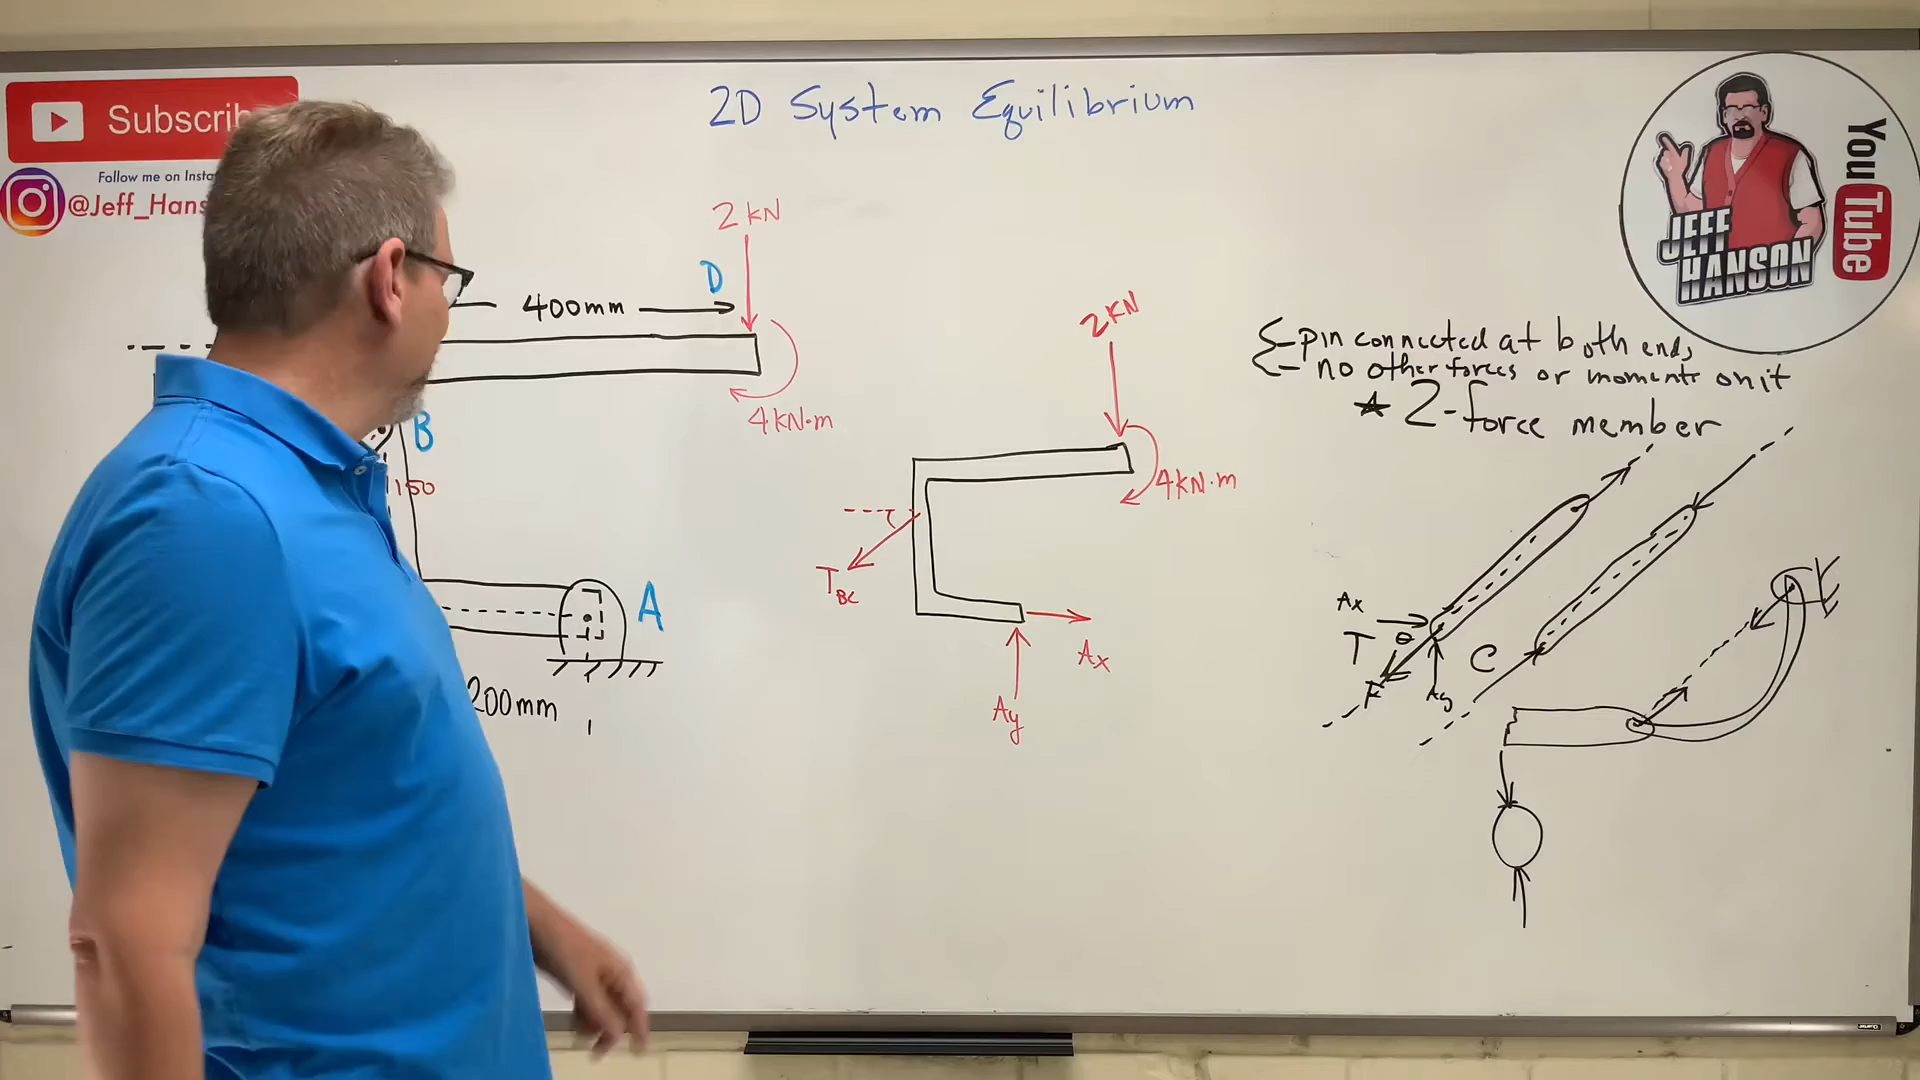 2D System Equilibrium
Subscrib
Follow me on Insta
@Jeff_Hans
YouTube
JEFF
HANSON
2 kN
D
400mm
4 kN·m
B
150
A
200mm
2 kN
4 kN·m
TBC
Ax
Ay
-pin connected at both ends
- no other forces or moments on it
★ 2-force member
Ax
T
θ
F
Ay
C